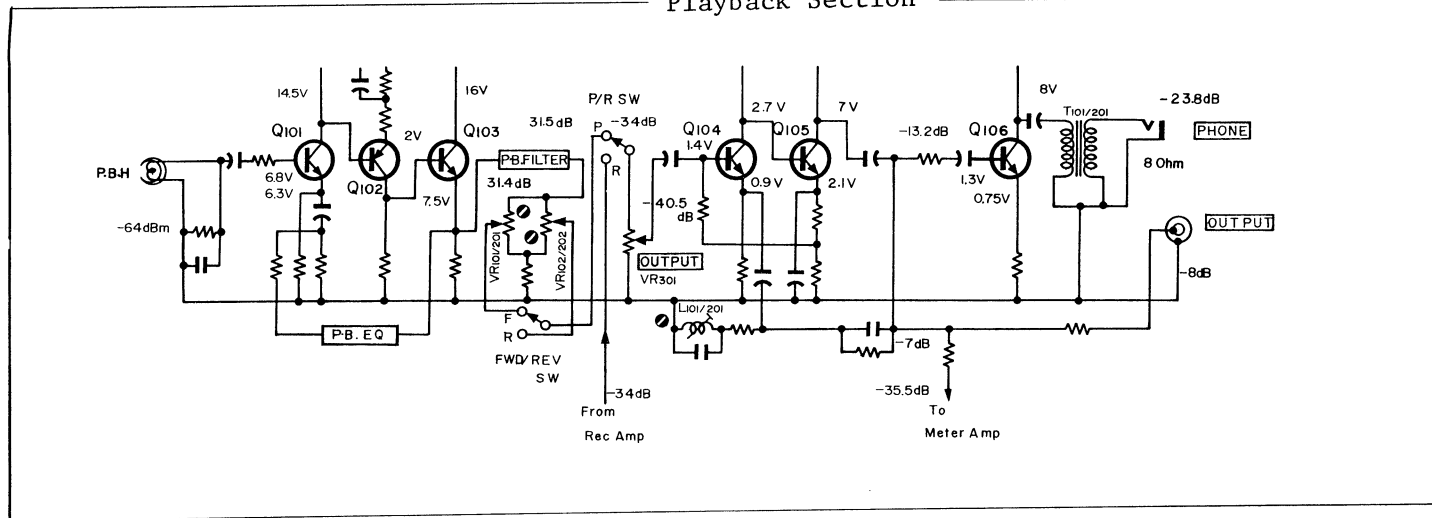 Playback Section
14.5V
16V
P/R SW
31.5 dB
P
-34dB
R
2.7 V
7V
8V
T101/201
-23.8dB
PHONE
8 Ohm
Q101
2V
Q103
Q104
1.4V
Q105
-13.2dB
Q106
P.B.FILTER
P.B.H
6.8V
6.3V
Q102
7.5V
31.4dB
0.9V
2.1V
1.3V
0.75V
-64dBm
-40.5
dB
VR101/201
VR102/202
OUTPUT
VR301
OUTPUT
-8dB
P.B. EQ
F
R
FWD/REV
SW
L101/201
-7dB
-34dB
From
Rec Amp
-35.5dB
To
Meter Amp